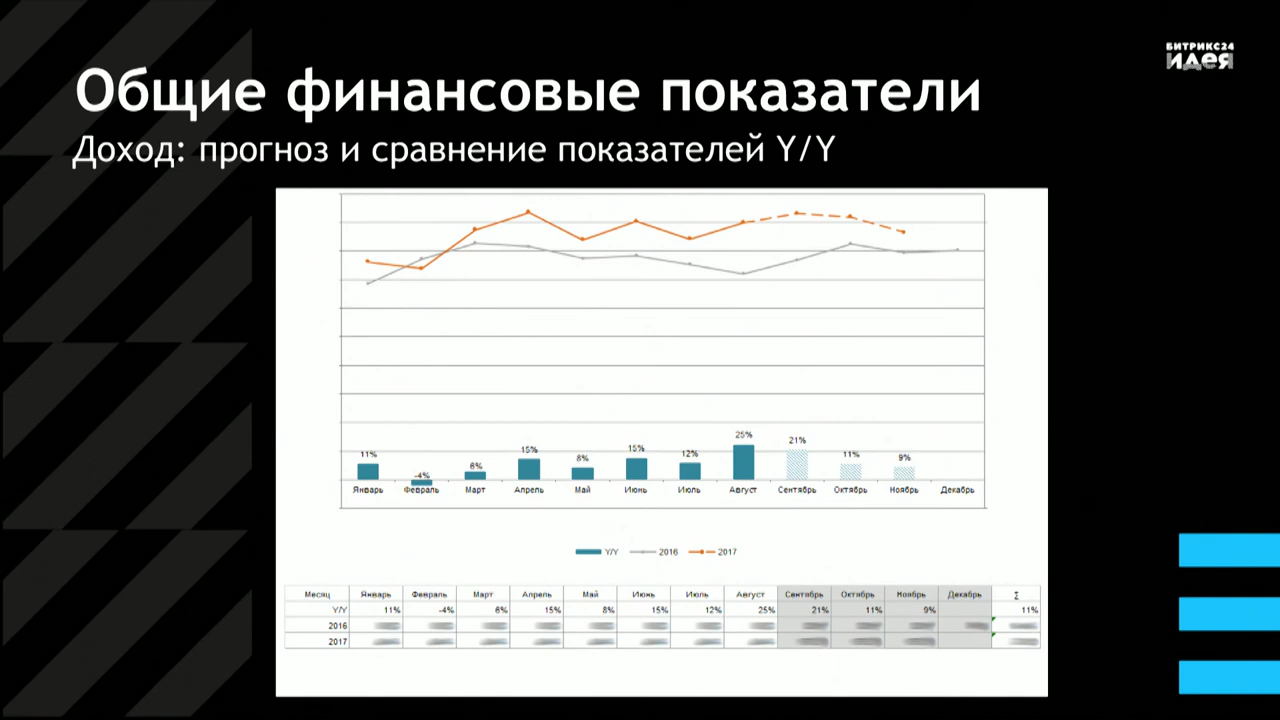 БИТРИКС24
ИДЕЯ
Общие финансовые показатели
Доход: прогноз и сравнение показателей Y/Y
11% -4% 6% 15% 8% 15% 12% 25% 21% 11% 9%
Январь Февраль Март Апрель Май Июнь Июль Август Сентябрь Октябрь Ноябрь Декабрь
Y/Y 2016 2017
Месяц Январь Февраль Март Апрель Май Июнь Июль Август Сентябрь Октябрь Ноябрь Декабрь Σ
Y/Y 11% -4% 6% 15% 8% 15% 12% 25% 21% 11% 9% 11%
2016
2017